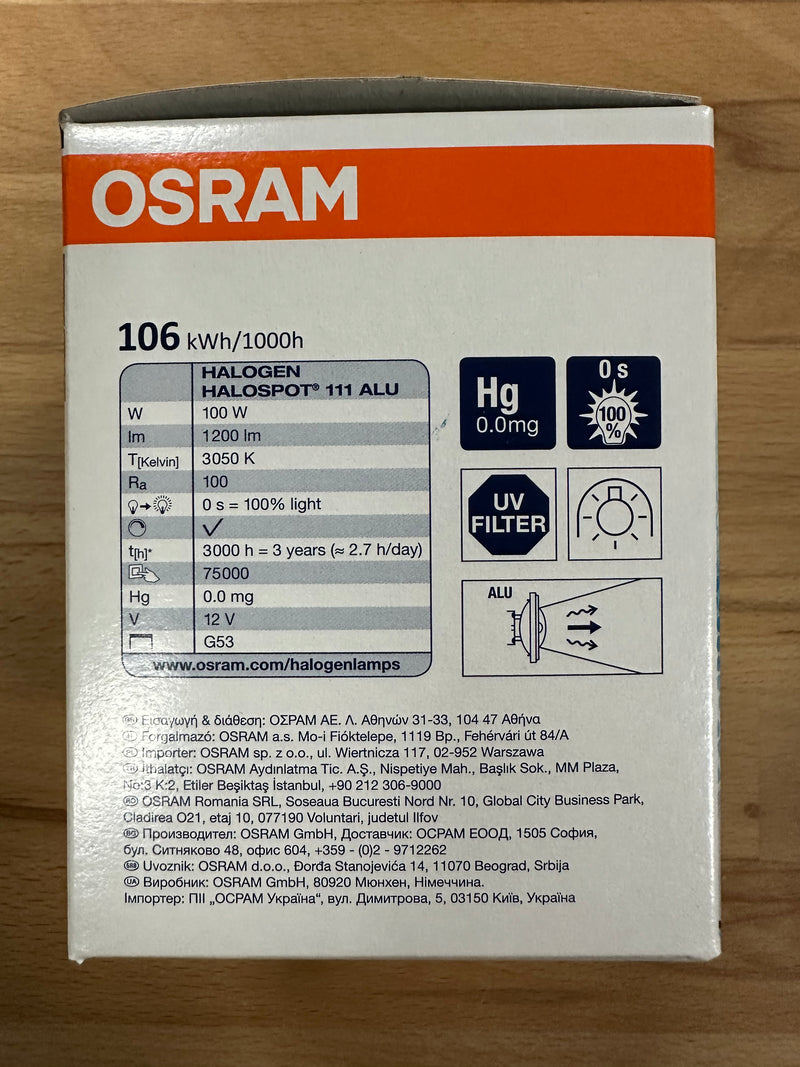 OSRAM
106 kWh/1000h
HALOGEN
HALOSPOT® 111 ALU
W 100 W
lm 1200 lm
T[Kelvin] 3050 K
Ra 100
0 s = 100% light
t[h]* 3000 h = 3 years (≈ 2.7 h/day)
75000
Hg 0.0 mg
V 12 V
G53
www.osram.com/halogenlamps
Hg
0.0mg
0 s
100
%
UV
FILTER
ALU
GR Εισαγωγή & διάθεση: ΟΣΡΑΜ ΑΕ. Λ. Αθηνών 31-33, 104 47 Αθήνα
Forgalmazó: OSRAM a.s. Mo-i Fióktelepe, 1119 Bp., Fehérvári út 84/A
PL Importer: OSRAM sp. z o.o., ul. Wiertnicza 117, 02-952 Warszawa
TR İthalatçı: OSRAM Aydınlatma Tic. A.Ş., Nispetiye Mah., Başlık Sok., MM Plaza,
No:3 K:2, Etiler Beşiktaş İstanbul, +90 212 306-9000
RO OSRAM Romania SRL, Soseaua Bucuresti Nord Nr. 10, Global City Business Park,
Cladirea O21, etaj 10, 077190 Voluntari, judetul Ilfov
BG Производител: OSRAM GmbH, Доставчик: ОСРАМ ЕООД, 1505 София,
бул. Ситняково 48, офис 604, +359 - (0)2 - 9712262
SRB Uvoznik: OSRAM d.o.o., Đorđa Stanojevića 14, 11070 Beograd, Srbija
UA Виробник: OSRAM GmbH, 80920 Мюнхен, Німеччина.
Імпортер: ПІІ „ОСРАМ Україна“, вул. Димитрова, 5, 03150 Київ, Україна